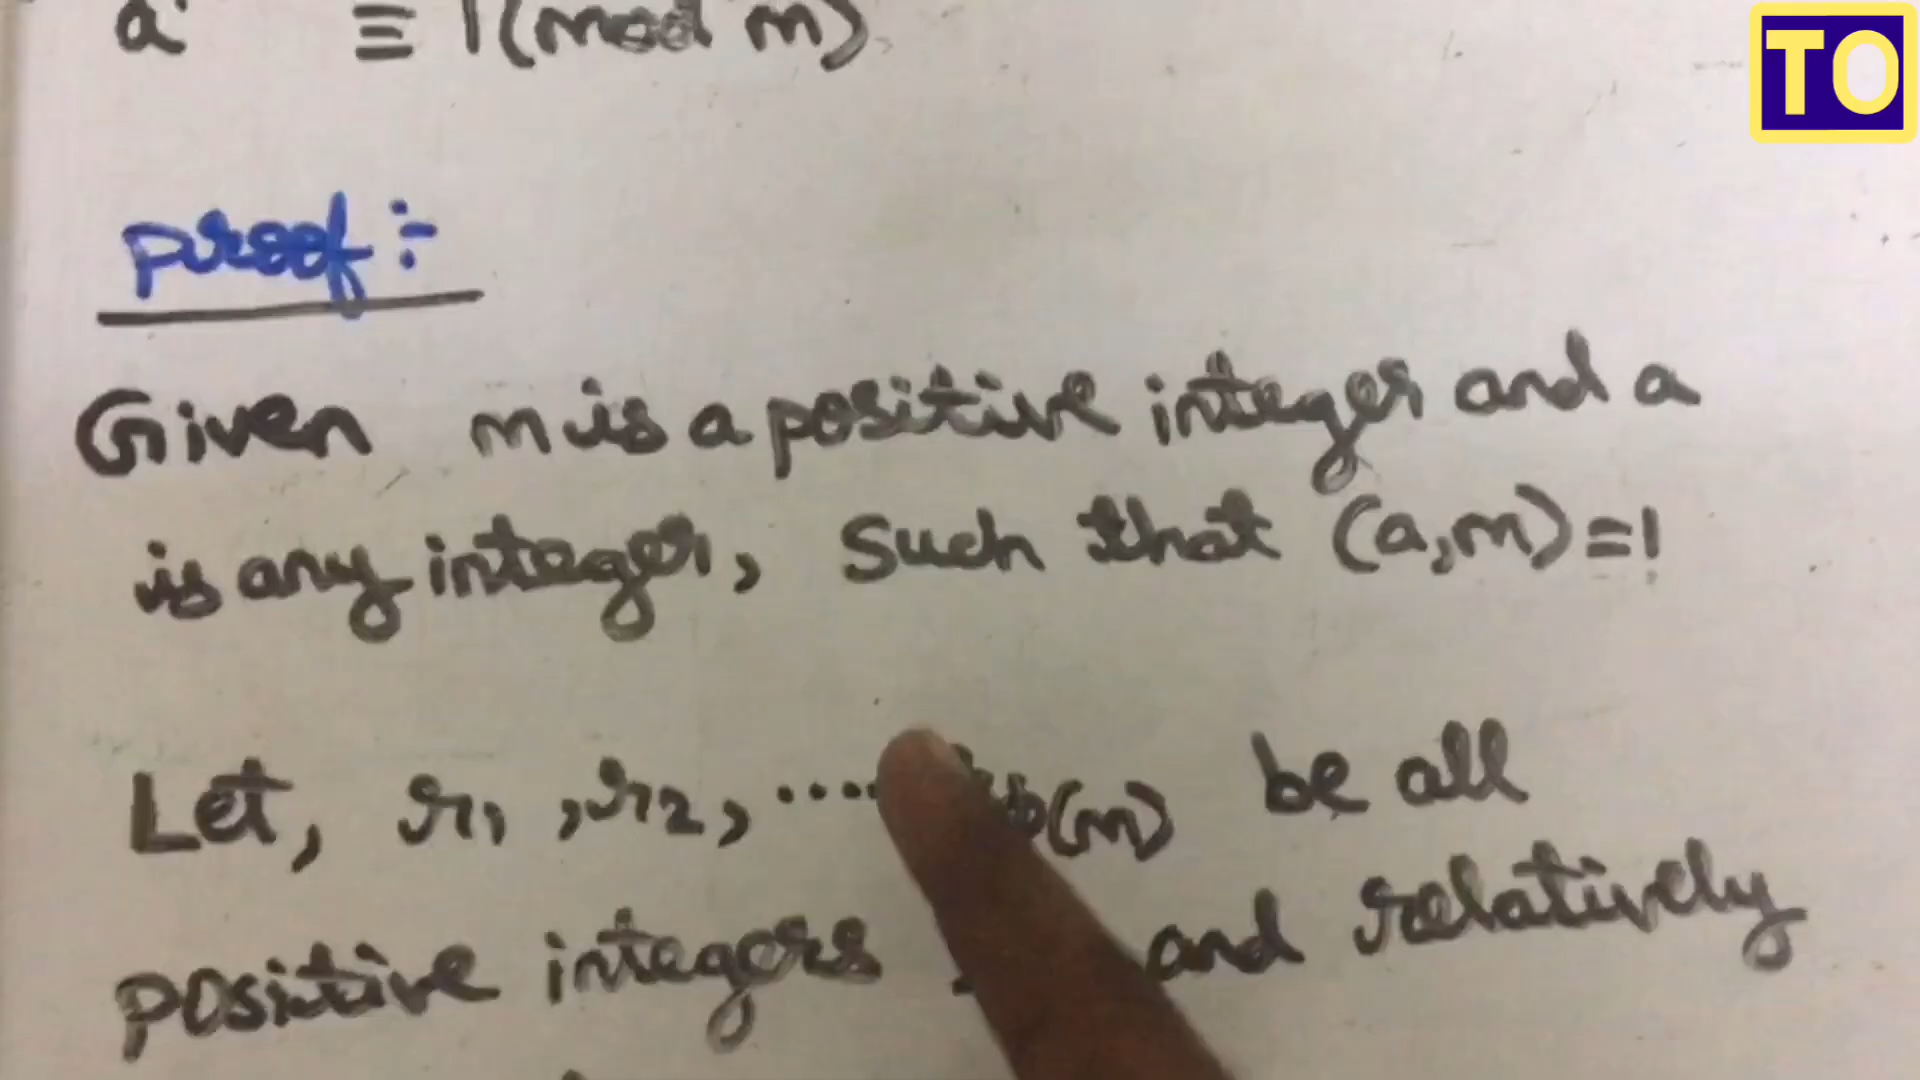 a ≡ 1(mod m)
TO
Proof :-
Given m is a positive integer and a
is any integer, Such that (a,m)=1
Let, r1, r2, .... ϕ(m) be all
positive integers and relatively